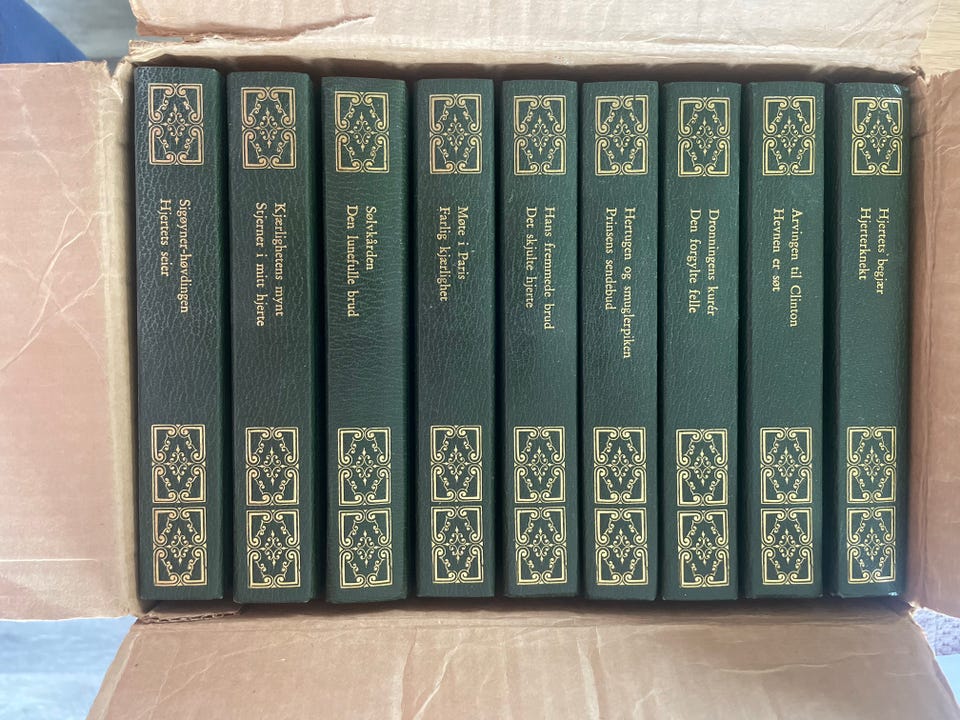 Sigøyner-høvdingen
Hjertets seier
Kjærlighetens mynt
Stjerner i mitt hjerte
Sølvkården
Den lunefulle brud
Møte i Paris
Farlig kjærlighet
Hans fremmede brud
Det skjulte hjerte
Hertugen og smuglerpiken
Prinsens sendebud
Dronningens kurér
Den forgylte felle
Arvingen til Clinton
Hevnen er søt
Hjertets begjær
Hjerterknekt